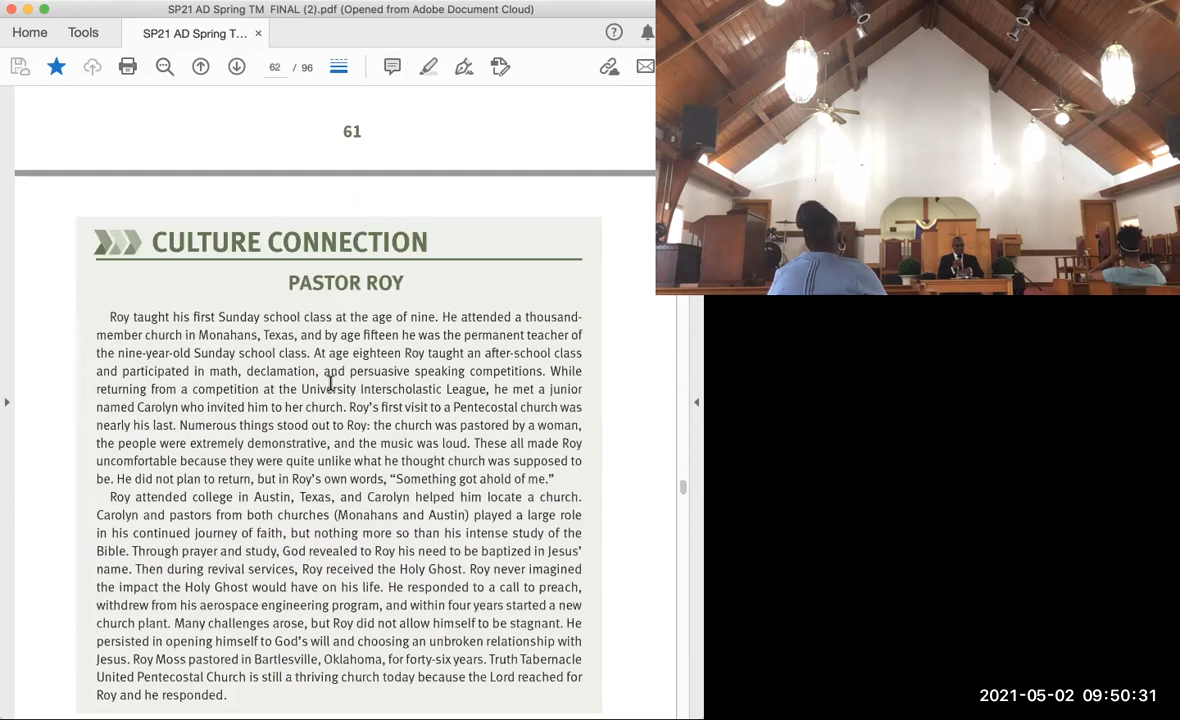 SP21 AD Spring TM  FINAL (2).pdf (Opened from Adobe Document Cloud)
Home Tools SP21 AD Spring T... ×
62 / 96
61
CULTURE CONNECTION
PASTOR ROY
Roy taught his first Sunday school class at the age of nine. He attended a thousand-
member church in Monahans, Texas, and by age fifteen he was the permanent teacher of
the nine-year-old Sunday school class. At age eighteen Roy taught an after-school class
and participated in math, declamation, and persuasive speaking competitions. While
returning from a competition at the University Interscholastic League, he met a junior
named Carolyn who invited him to her church. Roy’s first visit to a Pentecostal church was
nearly his last. Numerous things stood out to Roy: the church was pastored by a woman,
the people were extremely demonstrative, and the music was loud. These all made Roy
uncomfortable because they were quite unlike what he thought church was supposed to
be. He did not plan to return, but in Roy’s own words, “Something got ahold of me.”
Roy attended college in Austin, Texas, and Carolyn helped him locate a church.
Carolyn and pastors from both churches (Monahans and Austin) played a large role
in his continued journey of faith, but nothing more so than his intense study of the
Bible. Through prayer and study, God revealed to Roy his need to be baptized in Jesus’
name. Then during revival services, Roy received the Holy Ghost. Roy never imagined
the impact the Holy Ghost would have on his life. He responded to a call to preach,
withdrew from his aerospace engineering program, and within four years started a new
church plant. Many challenges arose, but Roy did not allow himself to be stagnant. He
persisted in opening himself to God’s will and choosing an unbroken relationship with
Jesus. Roy Moss pastored in Bartlesville, Oklahoma, for forty-six years. Truth Tabernacle
United Pentecostal Church is still a thriving church today because the Lord reached for
Roy and he responded.
2021-05-02 09:50:31